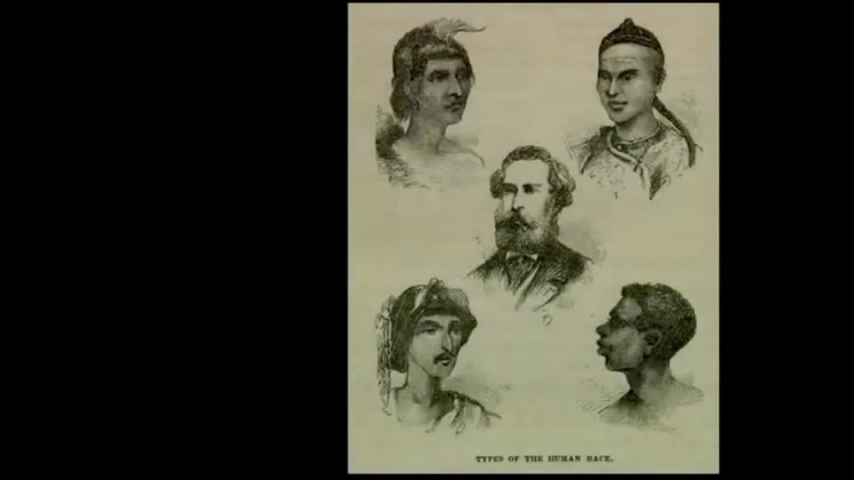 TYPES OF THE HUMAN RACE.